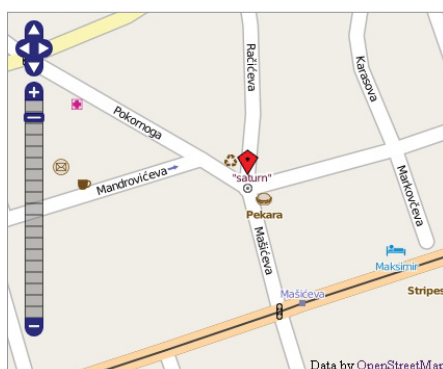 Račićeva
Karasova
Pokornoga
Mandrovićeva
"saturn"
Pekara
Markovčeva
Mašićeva
Maksimir
Mašićeva
Stripes
Data by OpenStreetMap